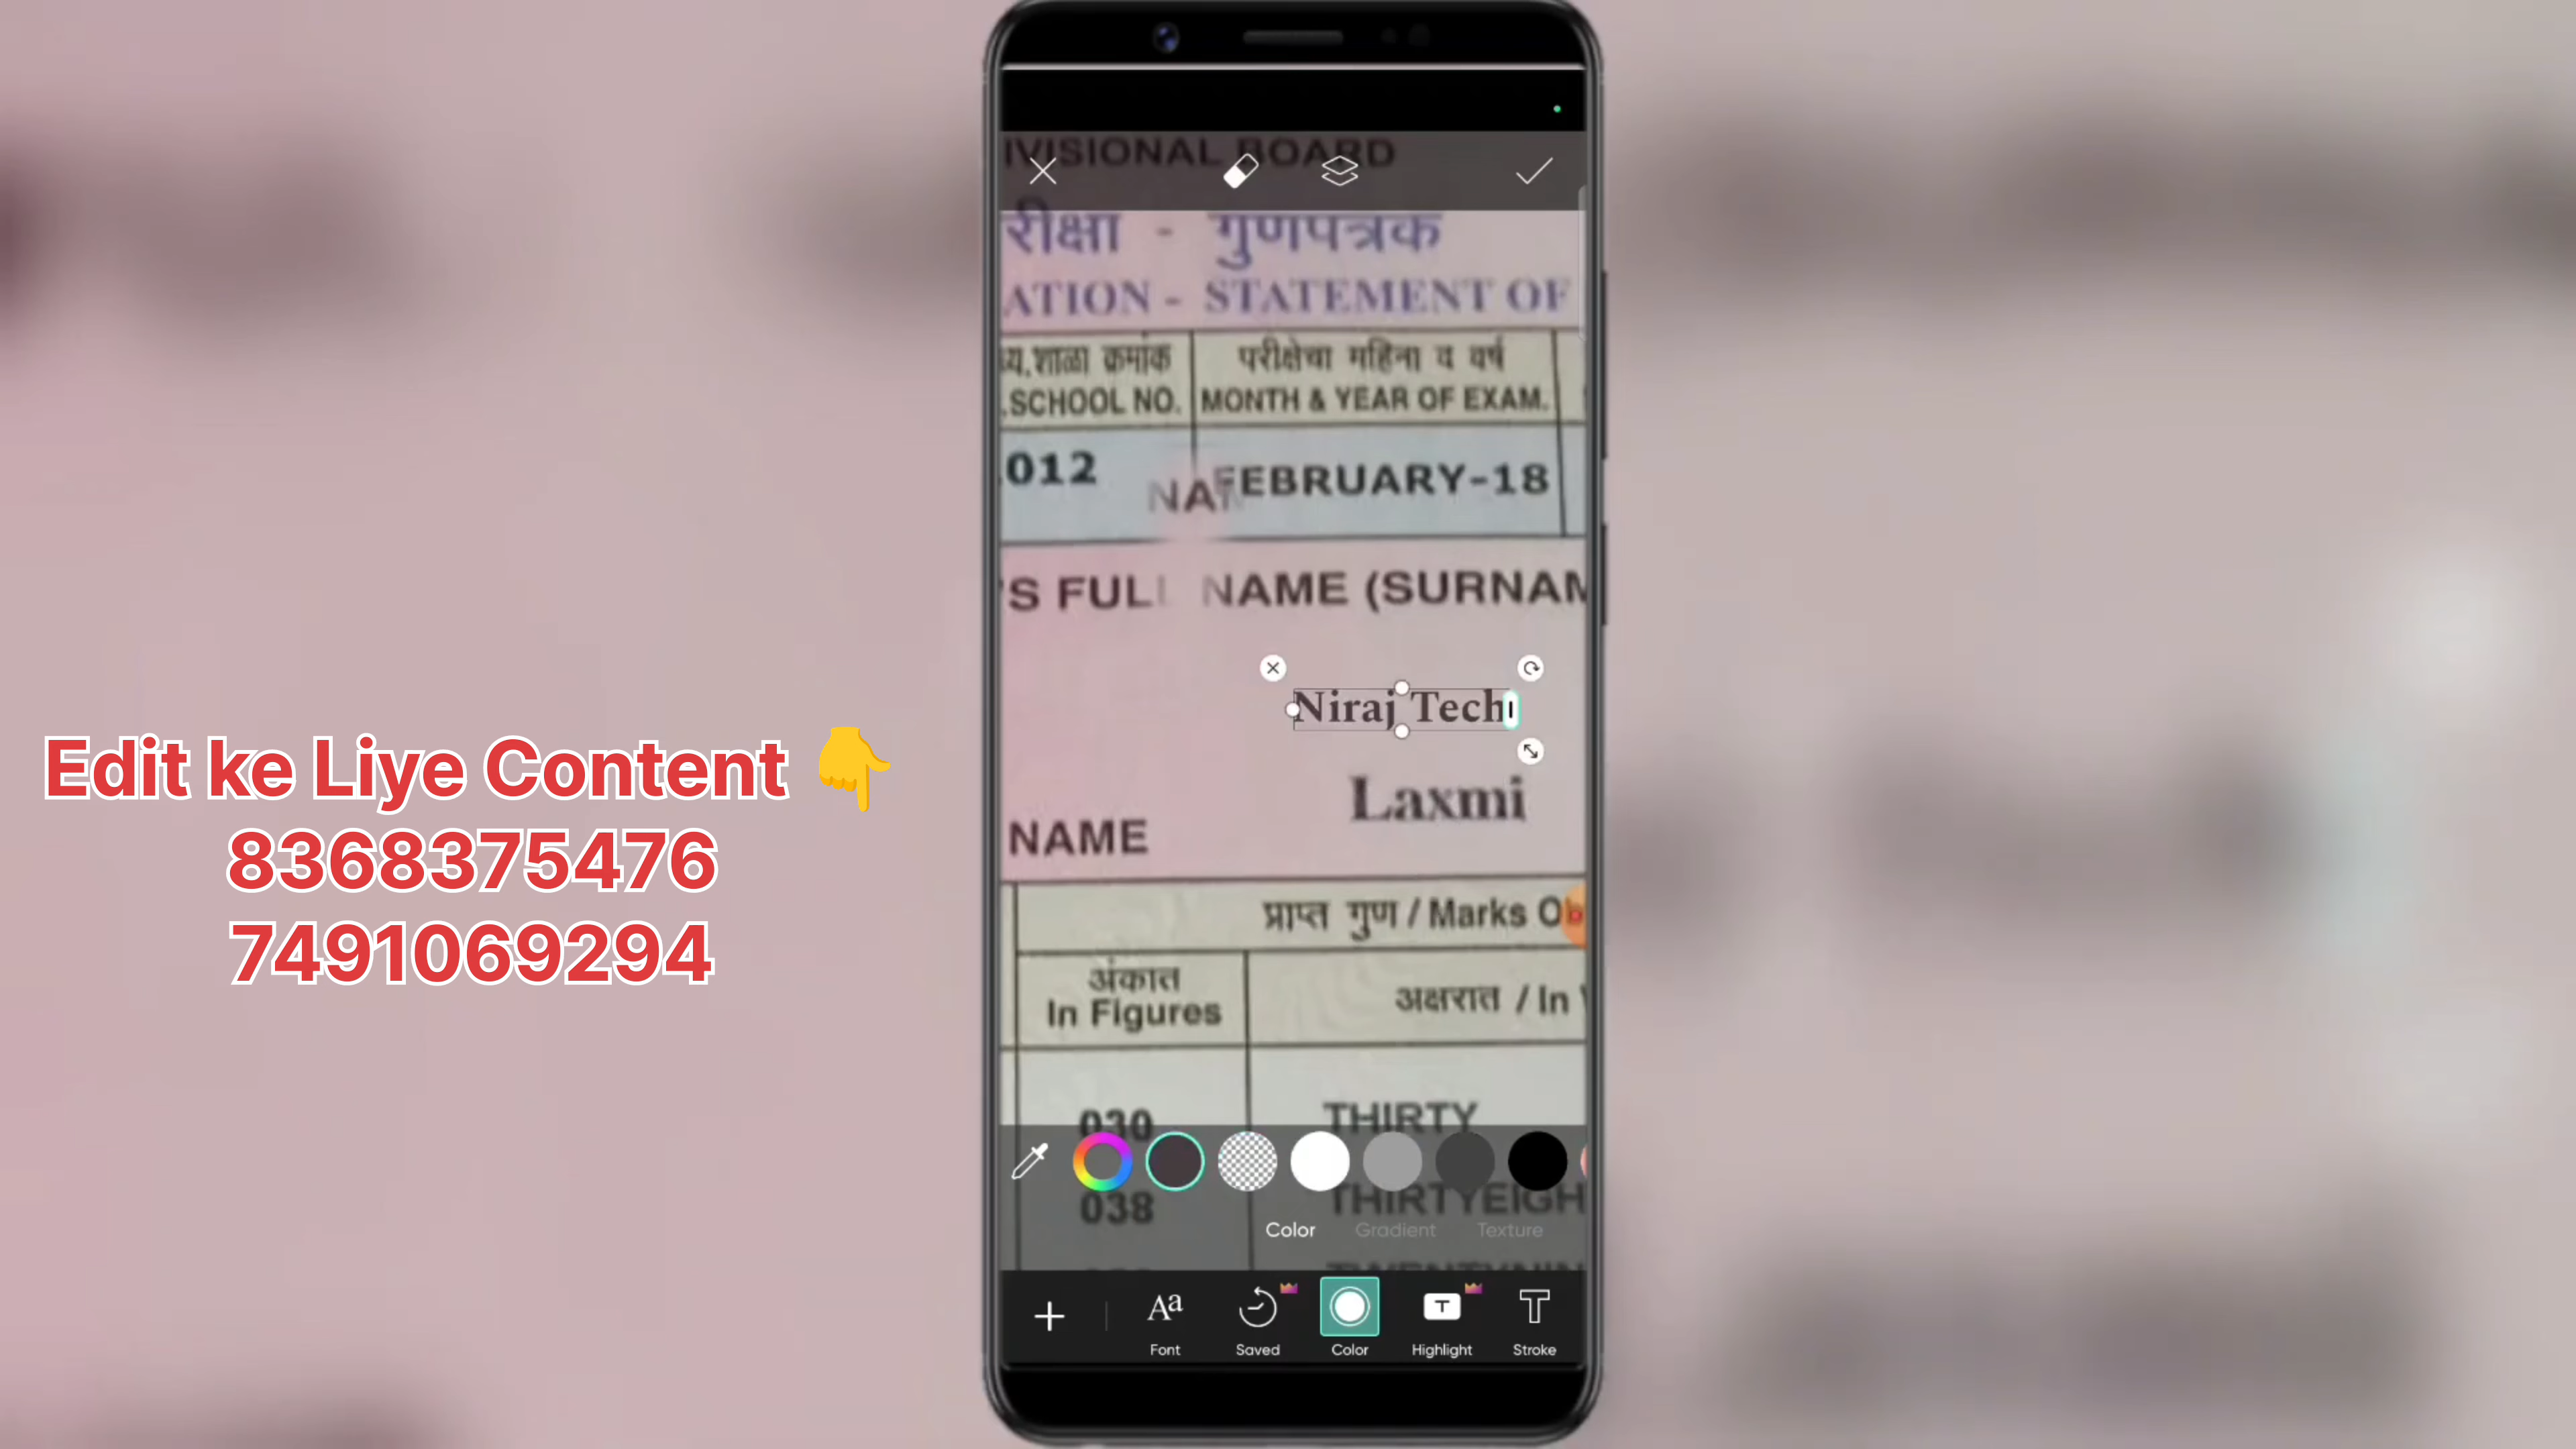 Edit ke Liye Content 👇
8368375476
7491069294
IVISIONAL BOARD
रीक्षा - गुणपत्रक
ATION - STATEMENT OF
य.शाळा क्रमांक
परीक्षेचा महिना व वर्ष
.SCHOOL NO.
MONTH & YEAR OF EXAM.
012
FEBRUARY-18
'S FULL NAME (SURNAM
Niraj Tech
Laxmi
NAME
प्राप्त गुण / Marks Ob
अंकात
In Figures
अक्षरात / In
030
THIRTY
038
THIRTYEIGH
Color
Gradient
Texture
Font
Saved
Color
Highlight
Stroke